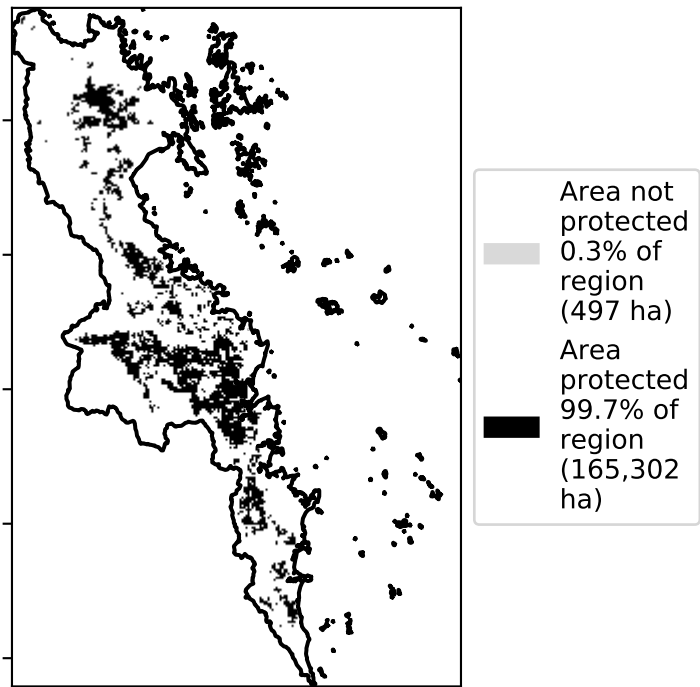 Area not
protected
0.3% of
region
(497 ha)
Area
protected
99.7% of
region
(165,302
ha)